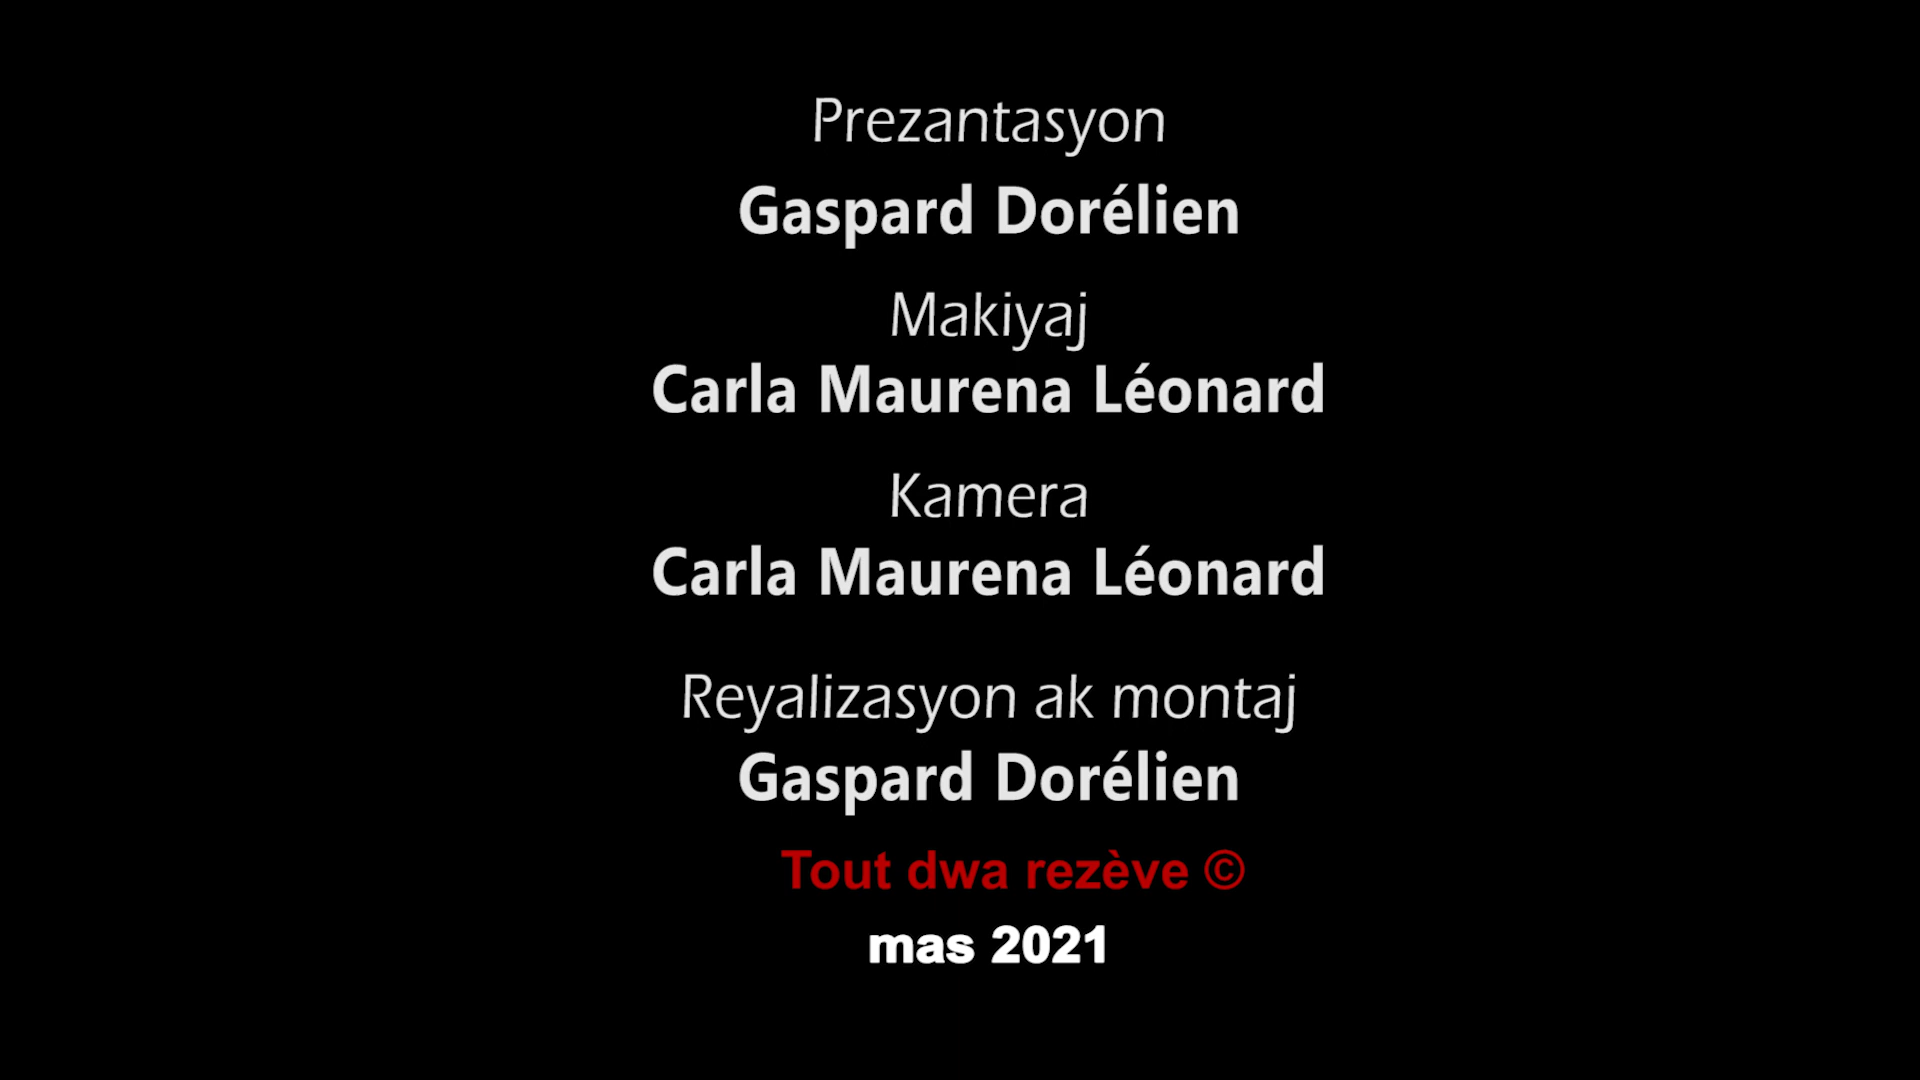 Prezantasyon
Gaspard Dorélien
Makiyaj
Carla Maurena Léonard
Kamera
Carla Maurena Léonard
Reyalizasyon ak montaj
Gaspard Dorélien
Tout dwa rezève ©
mas 2021